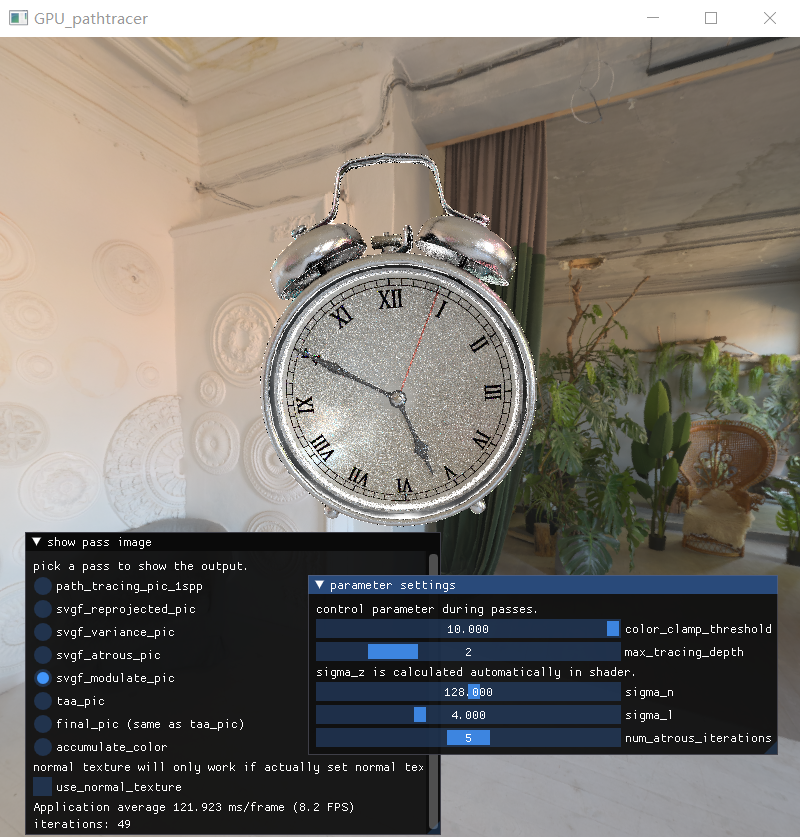 GPU_pathtracer
XII
I
II
III
IV
V
VI
VII
VIII
IX
XI
show pass image
pick a pass to show the output.
path_tracing_pic_1spp
svgf_reprojected_pic
svgf_variance_pic
svgf_atrous_pic
svgf_modulate_pic
taa_pic
final_pic (same as taa_pic)
accumulate_color
normal texture will only work if actually set normal tex
use_normal_texture
Application average 121.923 ms/frame (8.2 FPS)
iterations: 49
parameter settings
control parameter during passes.
10.000 color_clamp_threshold
2 max_tracing_depth
sigma_z is calculated automatically in shader.
128.000 sigma_n
4.000 sigma_l
5 num_atrous_iterations